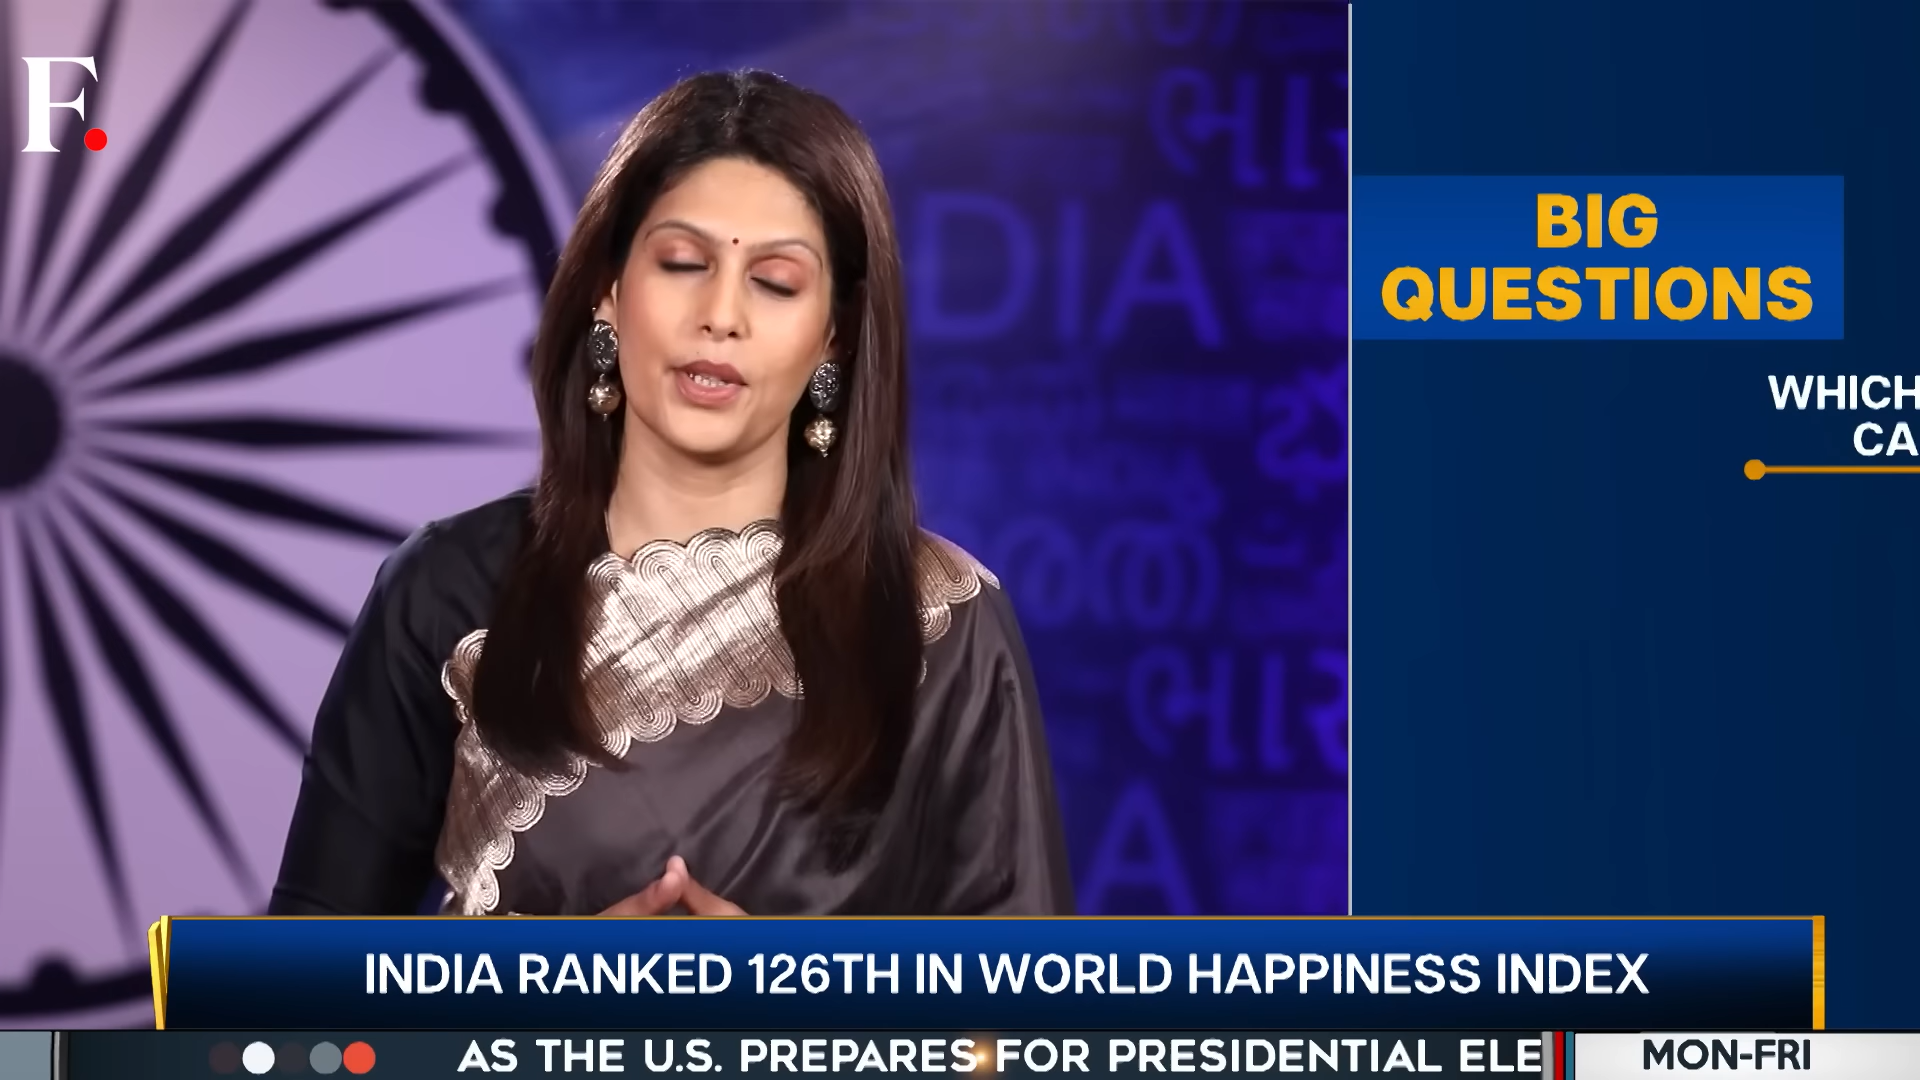 F.
BIG
QUESTIONS
WHICH
CA
DIA
ભાર
ભાર
A
INDIA RANKED 126TH IN WORLD HAPPINESS INDEX
AS THE U.S. PREPARES FOR PRESIDENTIAL ELE
MON-FRI